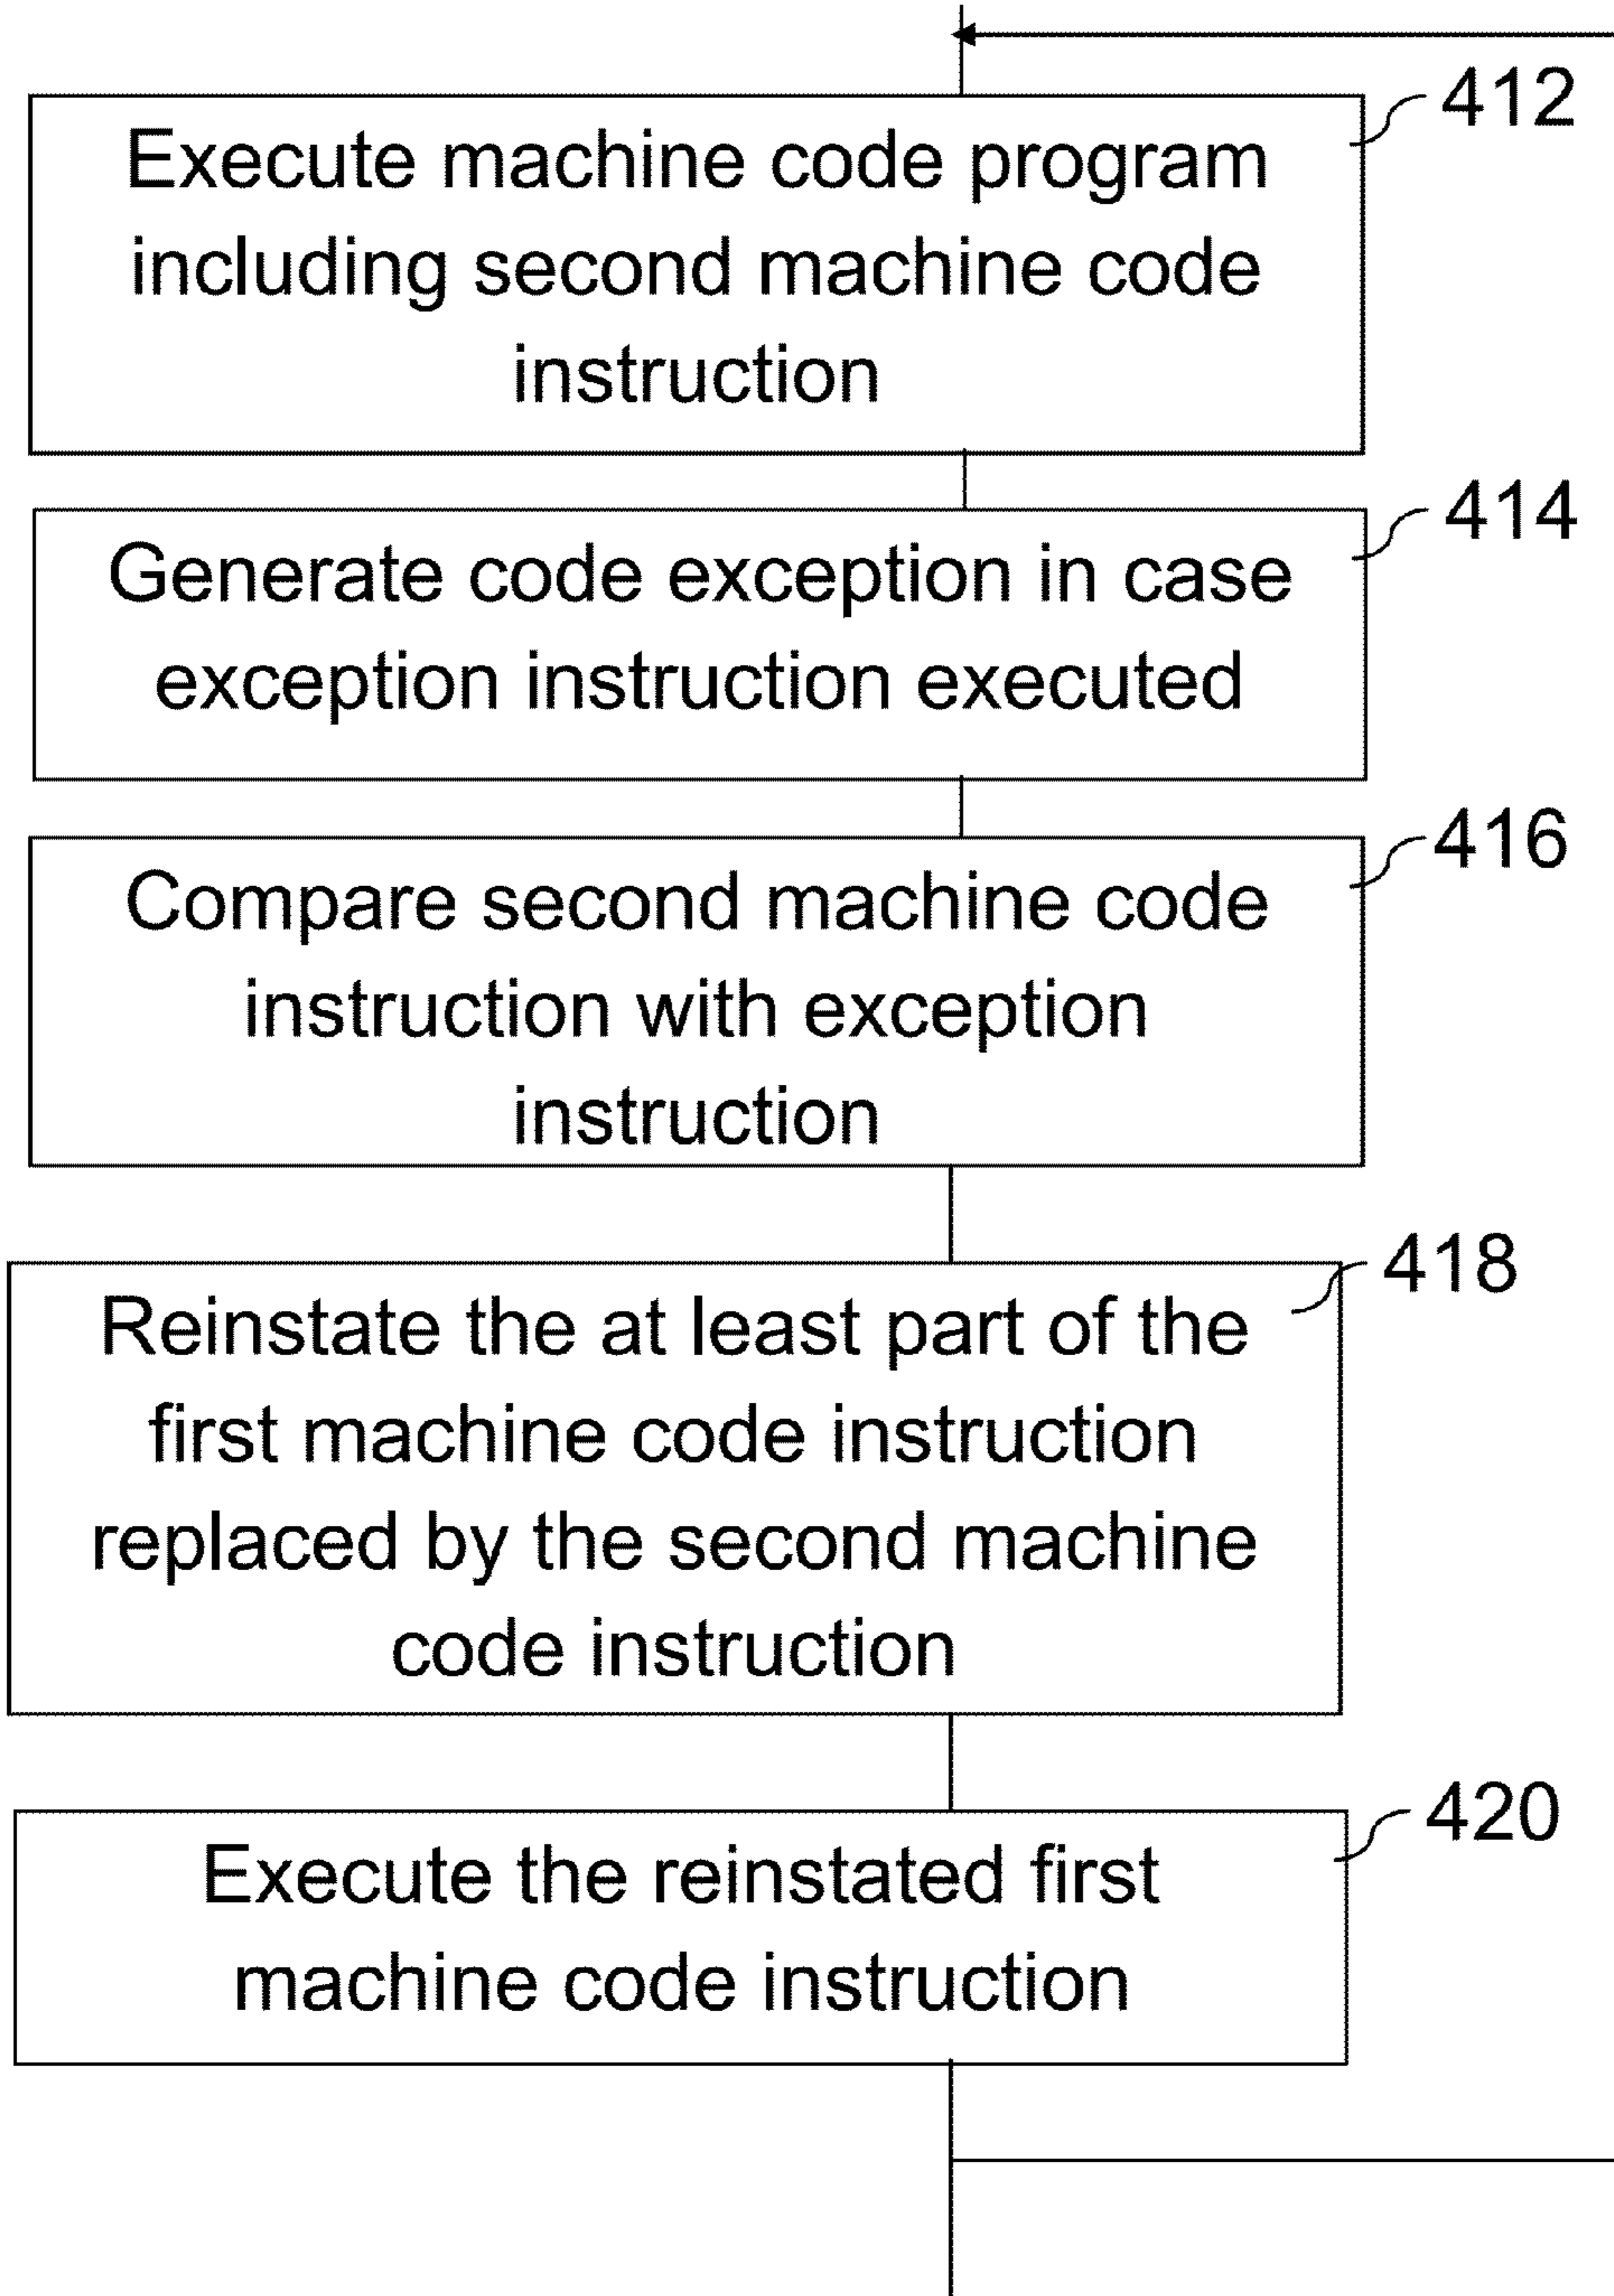 412
Execute machine code program
including second machine code
instruction
414
Generate code exception in case
exception instruction executed
416
Compare second machine code
instruction with exception
instruction
418
Reinstate the at least part of the
first machine code instruction
replaced by the second machine
code instruction
420
Execute the reinstated first
machine code instruction